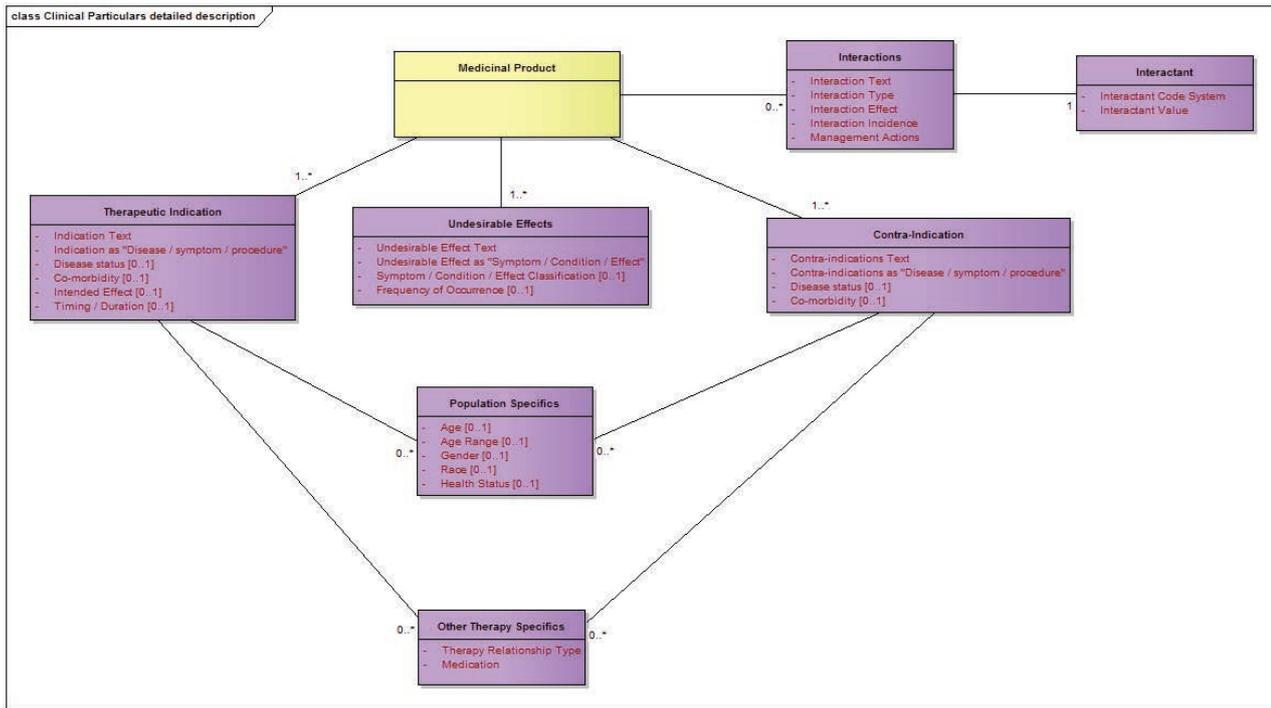 class Clinical Particulars detailed description
Medicinal Product
Interactions
- Interaction Text
- Interaction Type
- Interaction Effect
- Interaction Incidence
- Management Actions
0..*
Interactant
- Interactant Code System
- Interactant Value
1
1..*
1..*
1..*
Therapeutic Indication
- Indication Text
- Indication as "Disease / symptom / procedure"
- Disease status [0..1]
- Co-morbidity [0..1]
- Intended Effect [0..1]
- Timing / Duration [0..1]
Undesirable Effects
- Undesirable Effect Text
- Undesirable Effect as "Symptom / Condition / Effect"
- Symptom / Condition / Effect Classification [0..1]
- Frequency of Occurrence [0..1]
Contra-Indication
- Contra-indications Text
- Contra-indications as "Disease / symptom / procedure"
- Disease status [0..1]
- Co-morbidity [0..1]
Population Specifics
- Age [0..1]
- Age Range [0..1]
- Gender [0..1]
- Race [0..1]
- Health Status [0..1]
0..*
0..*
Other Therapy Specifics
- Therapy Relationship Type
- Medication
0..*
0..*